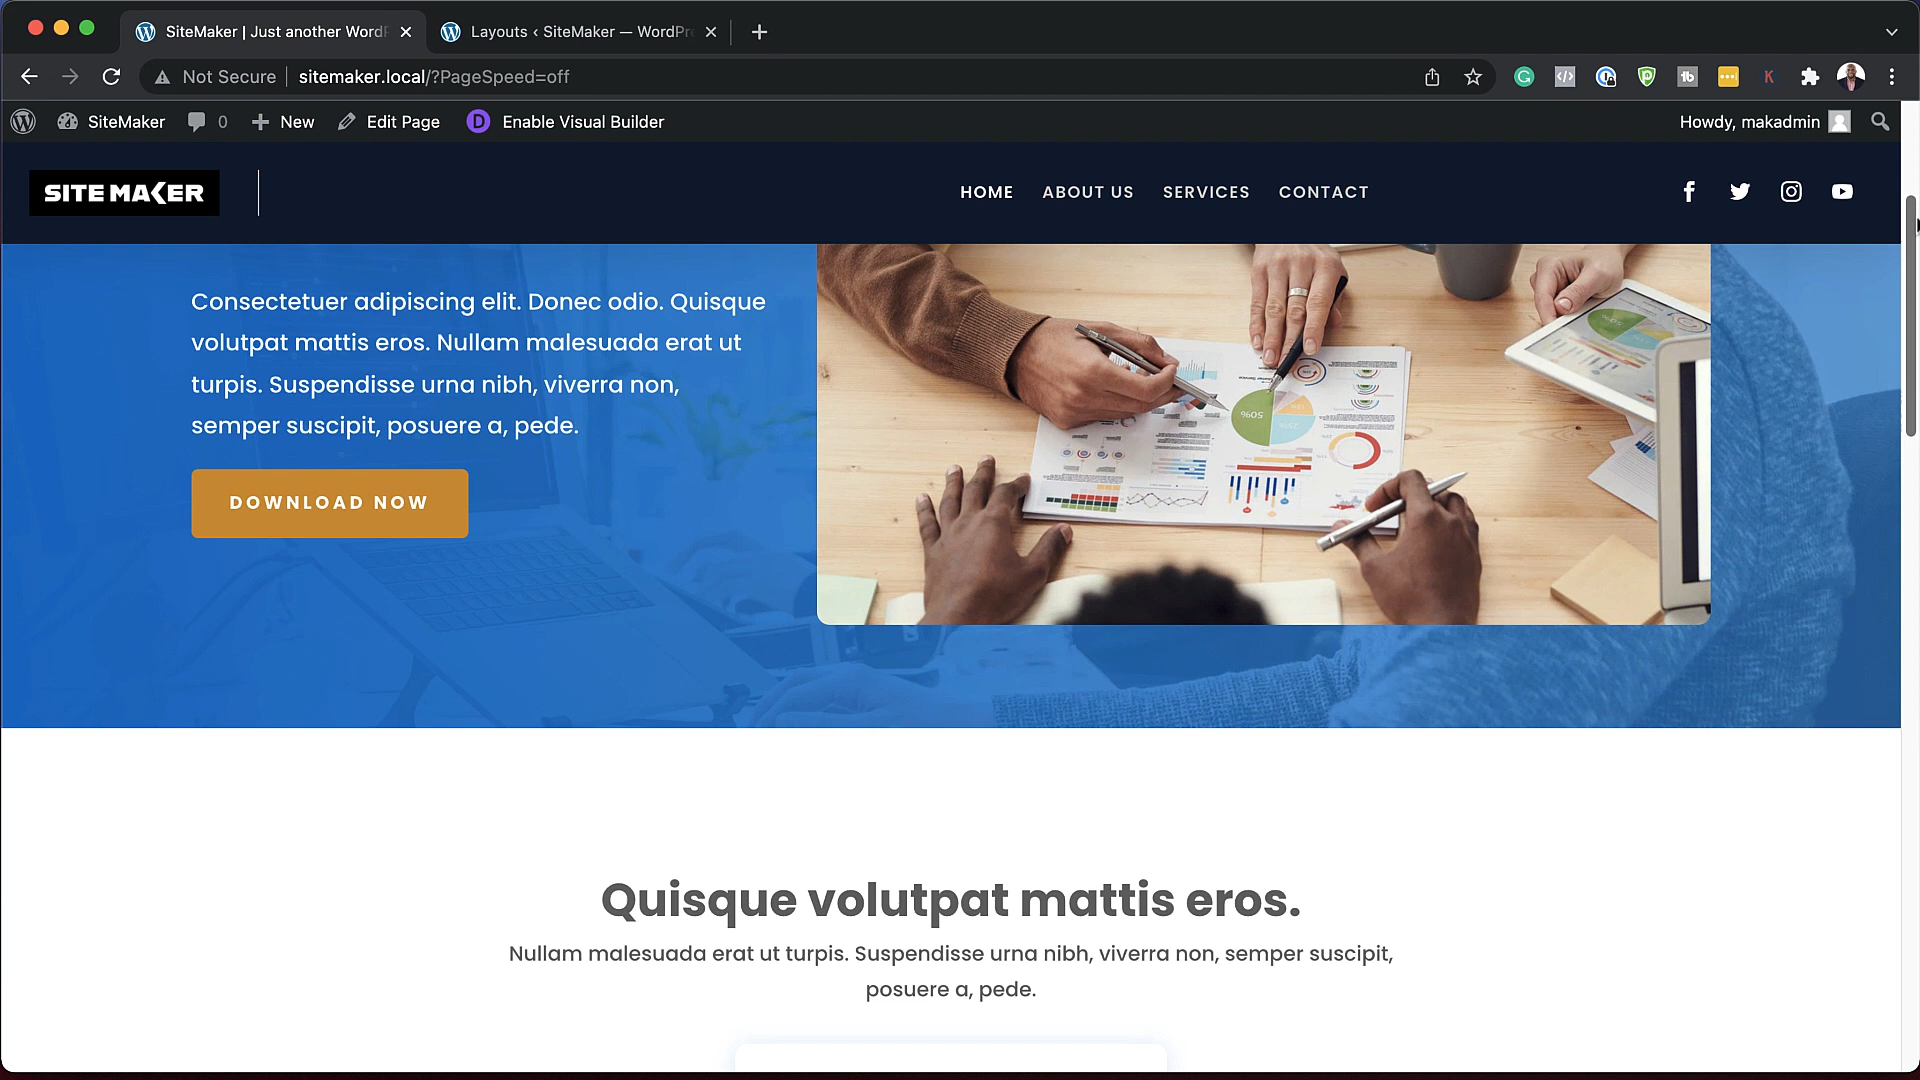 SiteMaker | Just another WordP
Layouts ‹ SiteMaker — WordPre
Not Secure
sitemaker.local/?PageSpeed=off
SiteMaker
0
New
Edit Page
D
Enable Visual Builder
Howdy, makadmin
SITE MAKER
HOME
ABOUT US
SERVICES
CONTACT
Consectetuer adipiscing elit. Donec odio. Quisque
volutpat mattis eros. Nullam malesuada erat ut
turpis. Suspendisse urna nibh, viverra non,
semper suscipit, posuere a, pede.
50%
DOWNLOAD NOW
Quisque volutpat mattis eros.
Nullam malesuada erat ut turpis. Suspendisse urna nibh, viverra non, semper suscipit,
posuere a, pede.